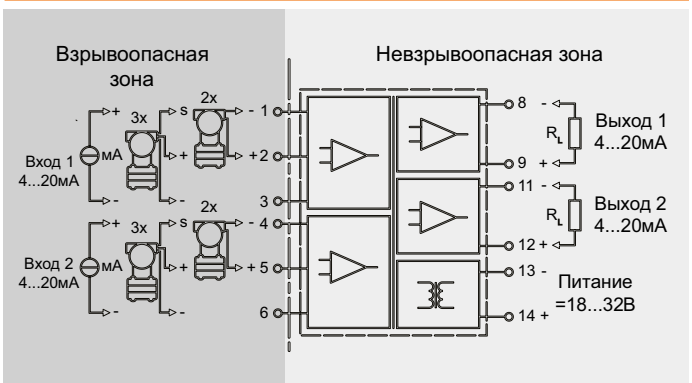 Взрывоопасная
зона
Невзрывоопасная зона
+ s 2x - 1
3x
Вход 1 мА + +2
4...20мА
- - 3
8 -
RL Выход 1
4...20мА
9 +
11 -
RL Выход 2
4...20мА
12 +
+ s 2x - 4
3x
Вход 2 мА + +5
4...20мА
- - 6
13 -
Питание
=18...32В
14 +